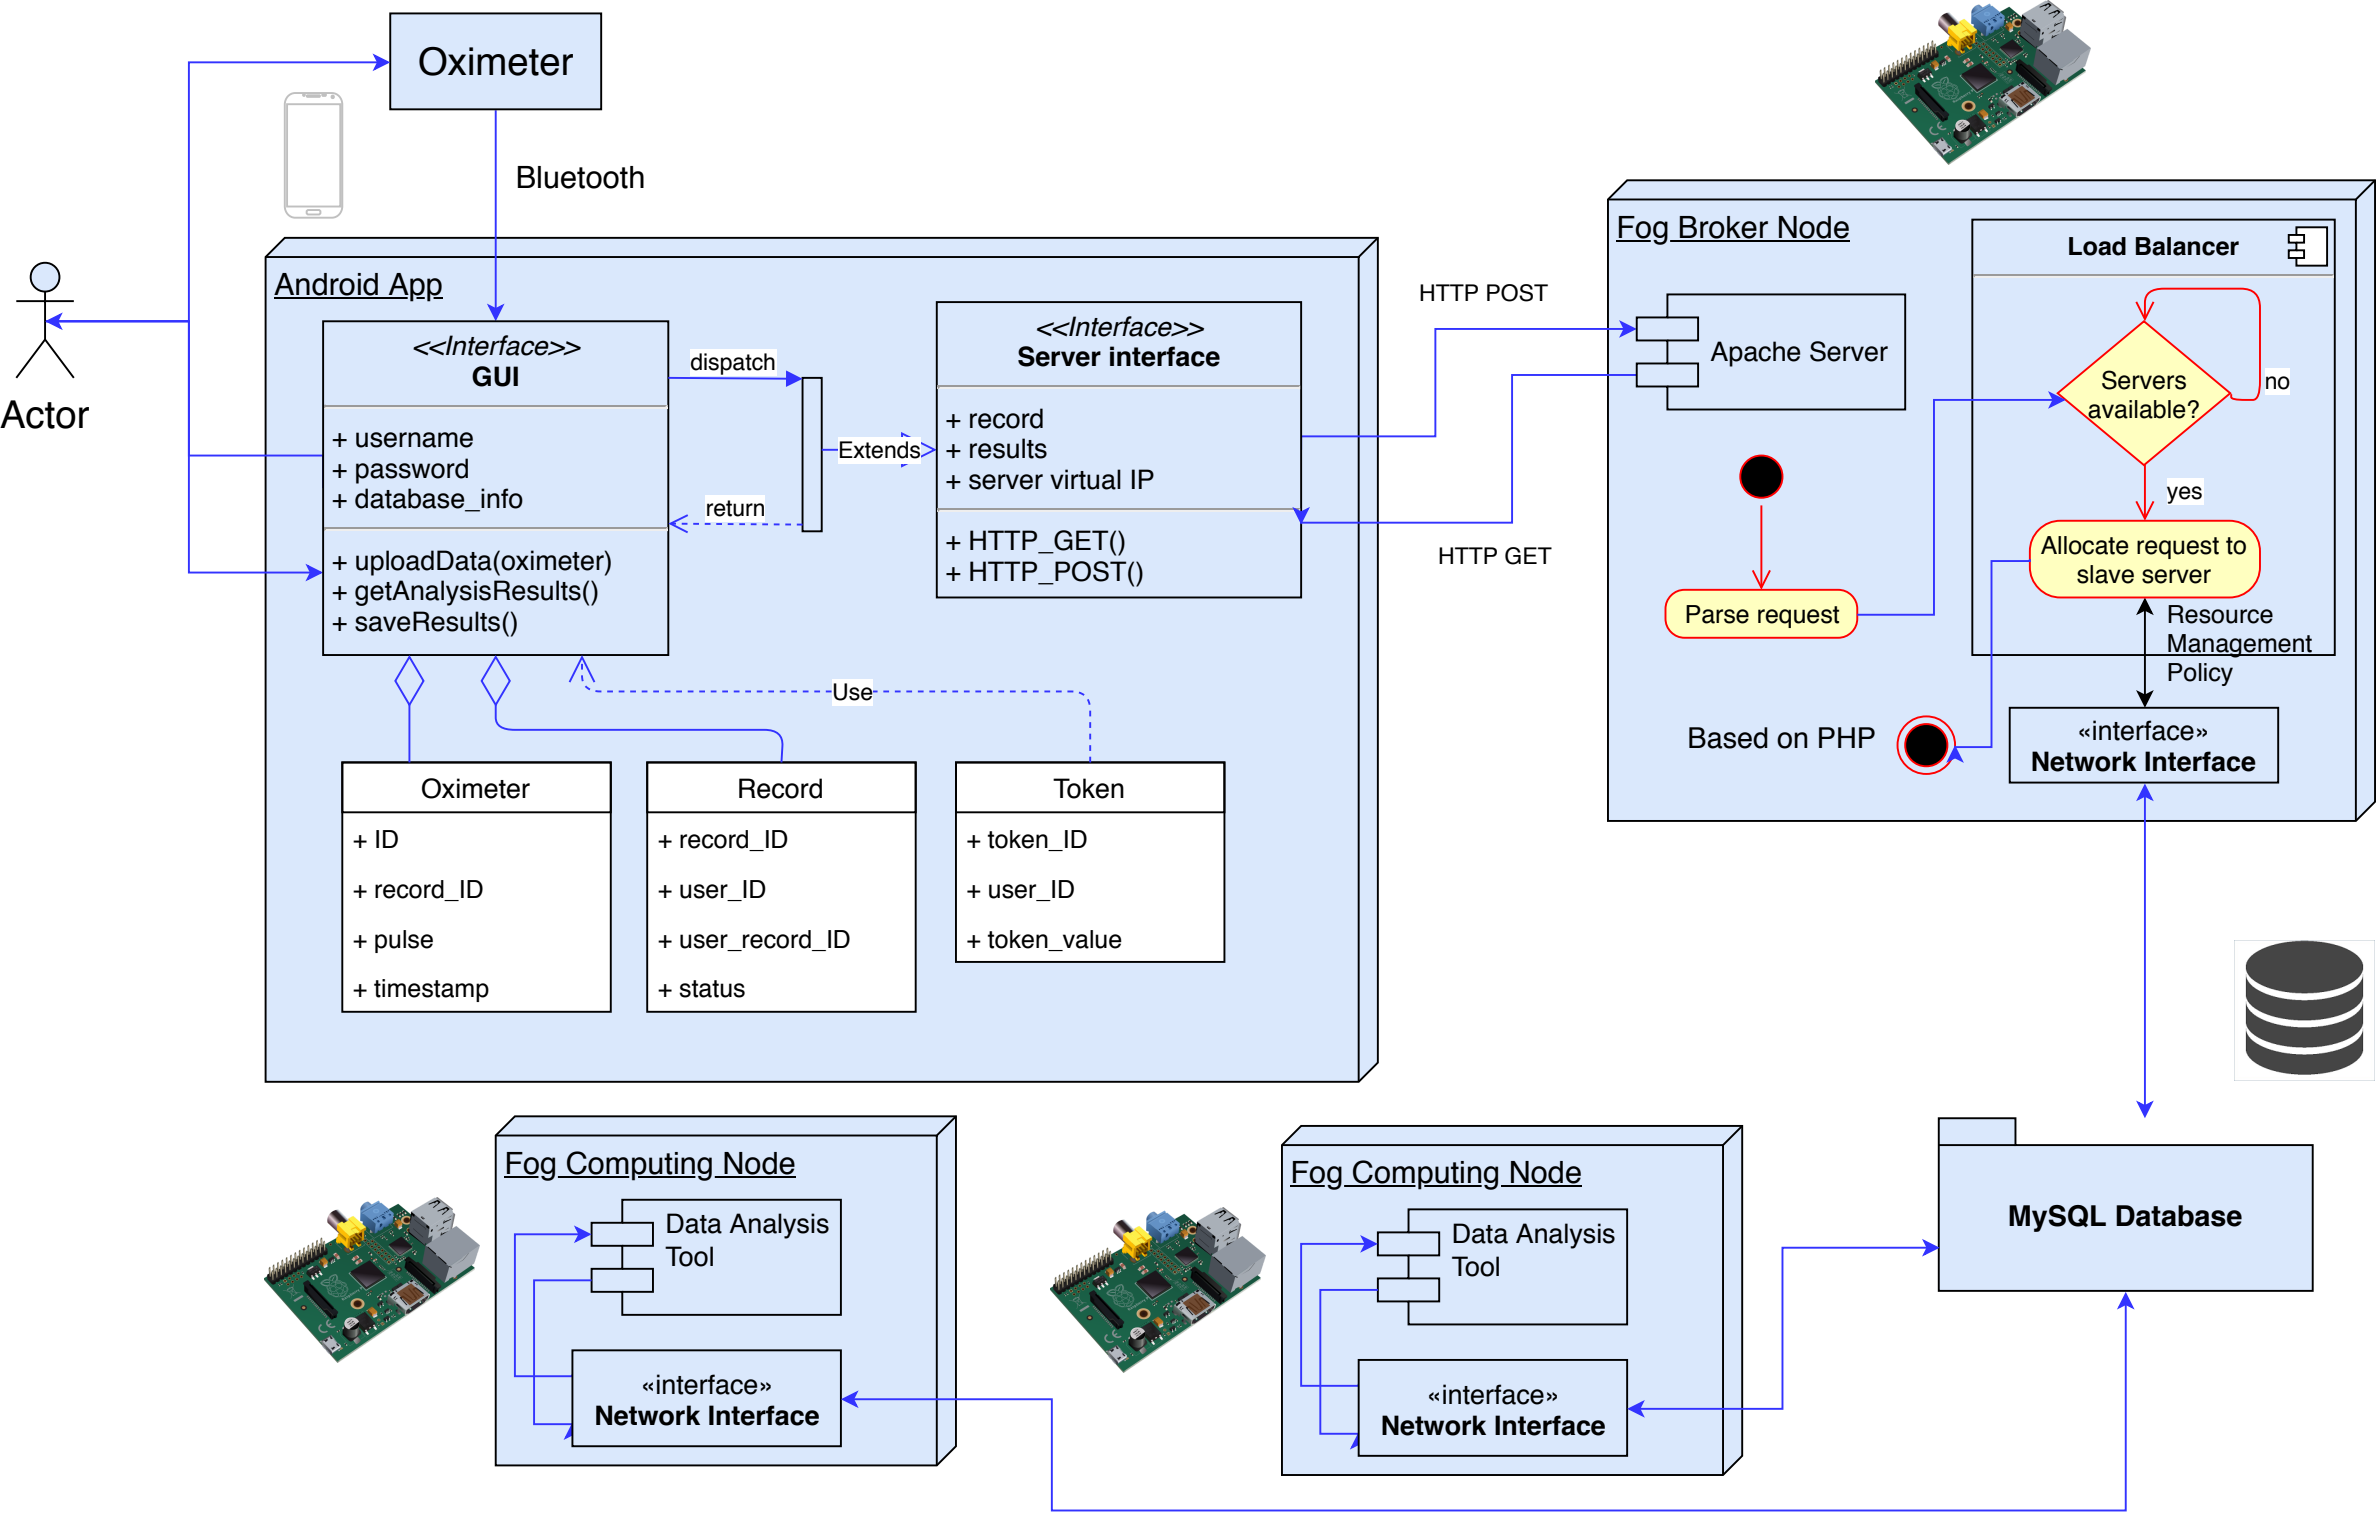 Oximeter
Bluetooth
Actor
Android App
<<Interface>>
GUI
+ username
+ password
+ database_info
+ uploadData(oximeter)
+ getAnalysisResults()
+ saveResults()
dispatch
Extends
return
<<Interface>>
Server interface
+ record
+ results
+ server virtual IP
+ HTTP_GET()
+ HTTP_POST()
Use
Oximeter
+ ID
+ record_ID
+ pulse
+ timestamp
Record
+ record_ID
+ user_ID
+ user_record_ID
+ status
Token
+ token_ID
+ user_ID
+ token_value
HTTP POST
HTTP GET
Fog Broker Node
Apache Server
Parse request
Based on PHP
Load Balancer
Servers
available?
no
yes
Allocate request to
slave server
Resource
Management
Policy
«interface»
Network Interface
Fog Computing Node
Data Analysis
Tool
«interface»
Network Interface
Fog Computing Node
Data Analysis
Tool
«interface»
Network Interface
MySQL Database